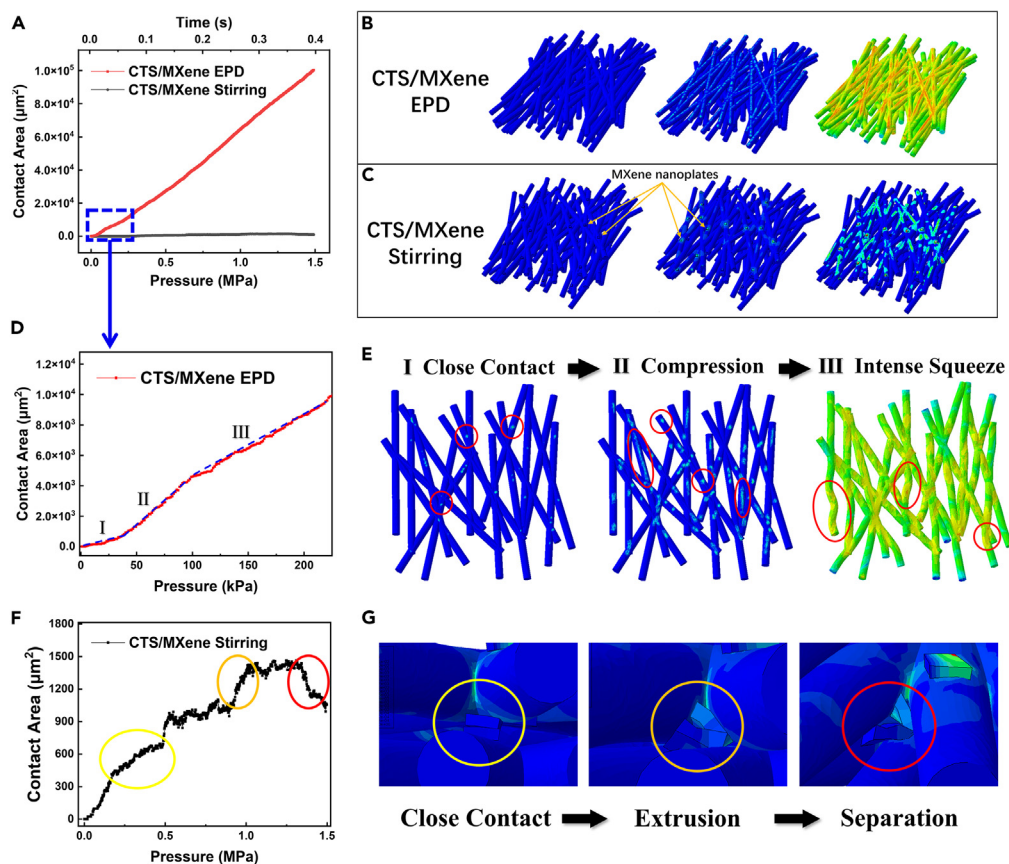 A
Time (s)
0.0 0.1 0.2 0.3 0.4
CTS/MXene EPD
CTS/MXene Stirring
Contact Area (μm²)
1.0×10⁵
8.0×10⁴
6.0×10⁴
4.0×10⁴
2.0×10⁴
0.0
0.0 0.5 1.0 1.5
Pressure (MPa)
B
CTS/MXene
EPD
C
MXene nanoplates
CTS/MXene
Stirring
D
CTS/MXene EPD
Contact Area (μm²)
1.2×10⁴
1.0×10⁴
8.0×10³
6.0×10³
4.0×10³
2.0×10³
0.0
I
II
III
0 50 100 150 200
Pressure (kPa)
E
I Close Contact
II Compression
III Intense Squeeze
F
CTS/MXene Stirring
Contact Area (μm²)
1800
1500
1200
900
600
300
0
0.0 0.5 1.0 1.5
Pressure (MPa)
G
Close Contact
Extrusion
Separation